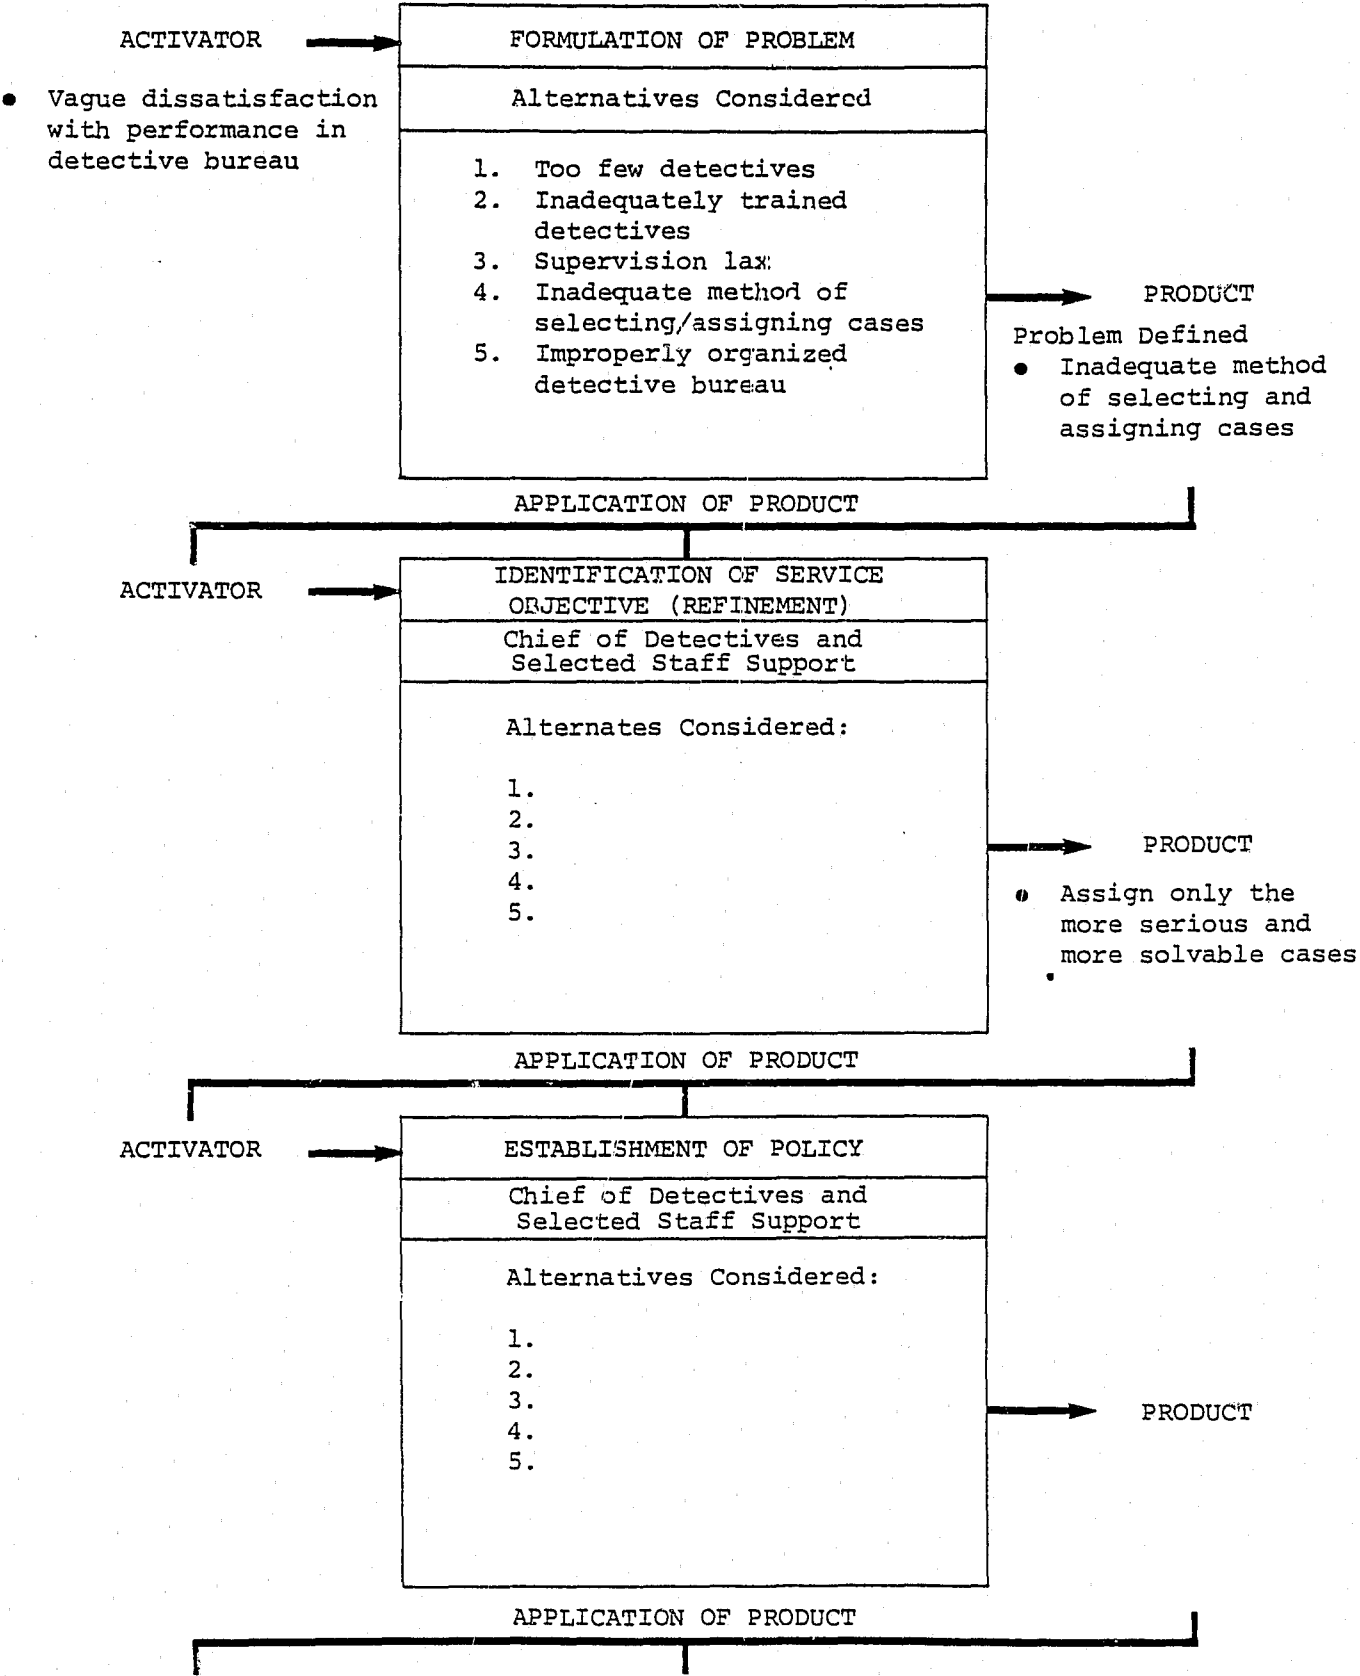 ACTIVATOR
FORMULATION OF PROBLEM
• Vague dissatisfaction
with performance in
detective bureau
Alternatives Considered
1. Too few detectives
2. Inadequately trained
detectives
3. Supervision lax
4. Inadequate method of
selecting/assigning cases
5. Improperly organized
detective bureau
PRODUCT
Problem Defined
• Inadequate method
of selecting and
assigning cases
APPLICATION OF PRODUCT
ACTIVATOR
IDENTIFICATION OF SERVICE
OBJECTIVE (REFINEMENT)
Chief of Detectives and
Selected Staff Support
Alternates Considered:
1.
2.
3.
4.
5.
PRODUCT
• Assign only the
more serious and
more solvable cases
APPLICATION OF PRODUCT
ACTIVATOR
ESTABLISHMENT OF POLICY
Chief of Detectives and
Selected Staff Support
Alternatives Considered:
1.
2.
3.
4.
5.
PRODUCT
APPLICATION OF PRODUCT